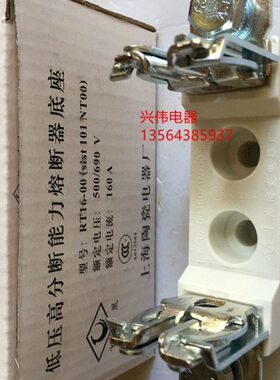 兴伟电器
13564385937
低压高分断能力熔断器底座
型号：RT16-00(sist101 NT00)
额定电压：500/690 V
额定电流：160 A
上海陶瓷电器厂